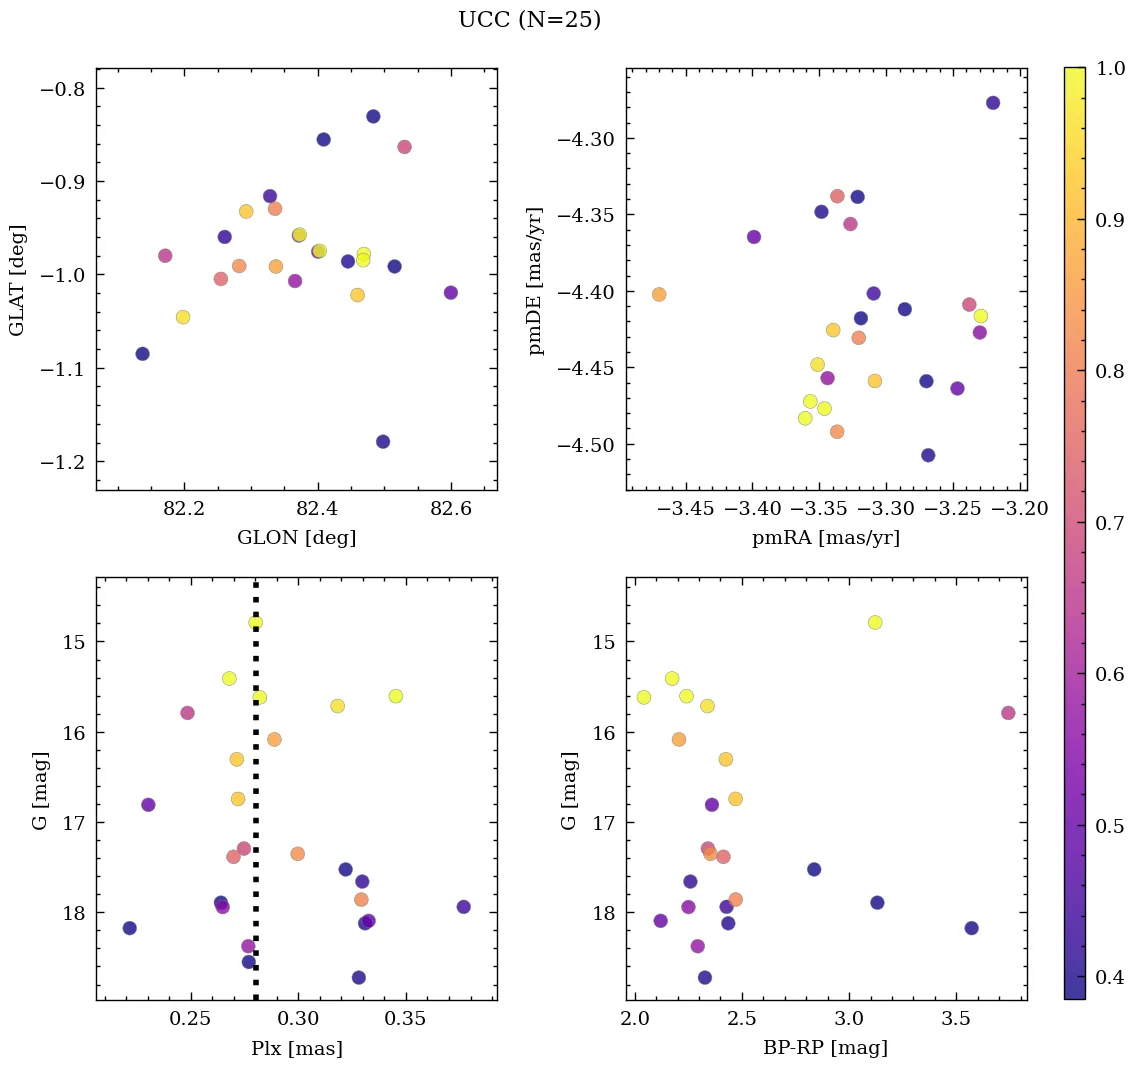 UCC (N=25)
−0.8
−0.9
−1.0
−1.1
−1.2
GLAT [deg]
82.2 82.4 82.6
GLON [deg]
−4.30
−4.35
−4.40
−4.45
−4.50
pmDE [mas/yr]
−3.45 −3.40 −3.35 −3.30 −3.25 −3.20
pmRA [mas/yr]
15
16
17
18
G [mag]
0.25 0.30 0.35
Plx [mas]
15
16
17
18
G [mag]
2.0 2.5 3.0 3.5
BP-RP [mag]
1.0
0.9
0.8
0.7
0.6
0.5
0.4